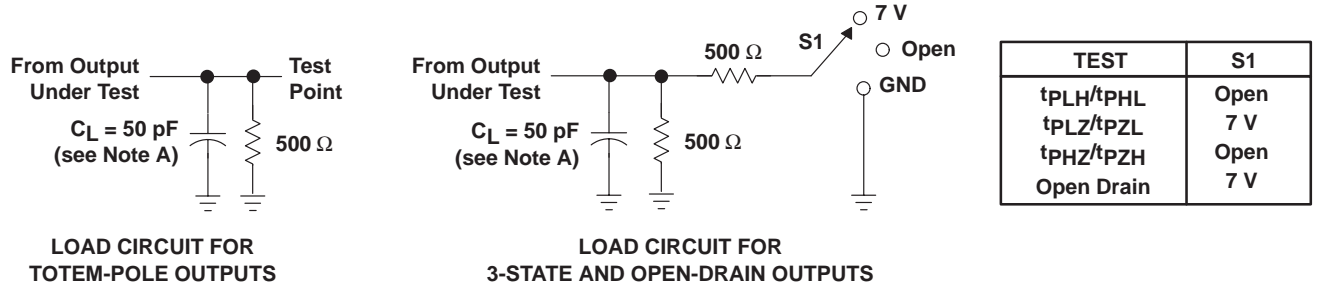 From Output
Under Test
Test
Point
CL = 50 pF
(see Note A)
500 Ω
LOAD CIRCUIT FOR
TOTEM-POLE OUTPUTS
From Output
Under Test
CL = 50 pF
(see Note A)
500 Ω
500 Ω
S1
7 V
Open
GND
LOAD CIRCUIT FOR
3-STATE AND OPEN-DRAIN OUTPUTS
TEST S1
tPLH/tPHL Open
tPLZ/tPZL 7 V
tPHZ/tPZH Open
Open Drain 7 V